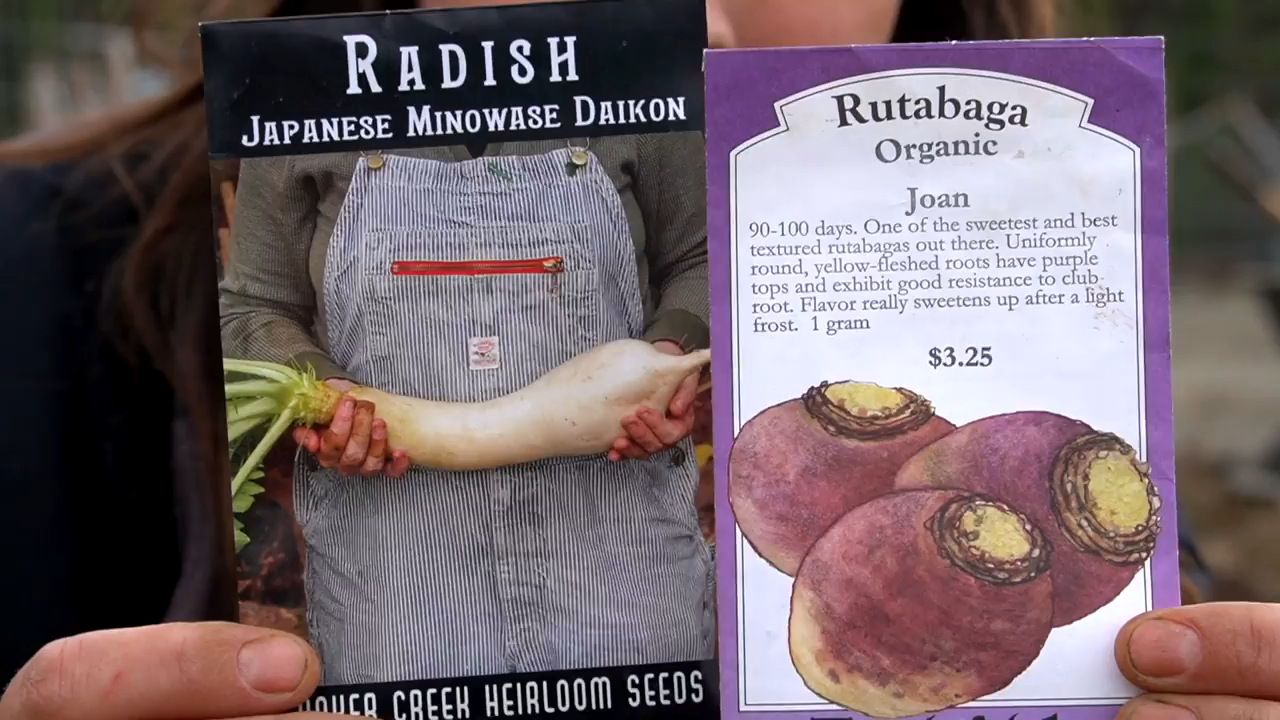 RADISH
JAPANESE MINOWASE DAIKON
CREEK HEIRLOOM SEEDS
Rutabaga
Organic
Joan
90-100 days. One of the sweetest and best
textured rutabagas out there. Uniformly
round, yellow-fleshed roots have purple
tops and exhibit good resistance to club
root. Flavor really sweetens up after a light
frost. 1 gram
$3.25